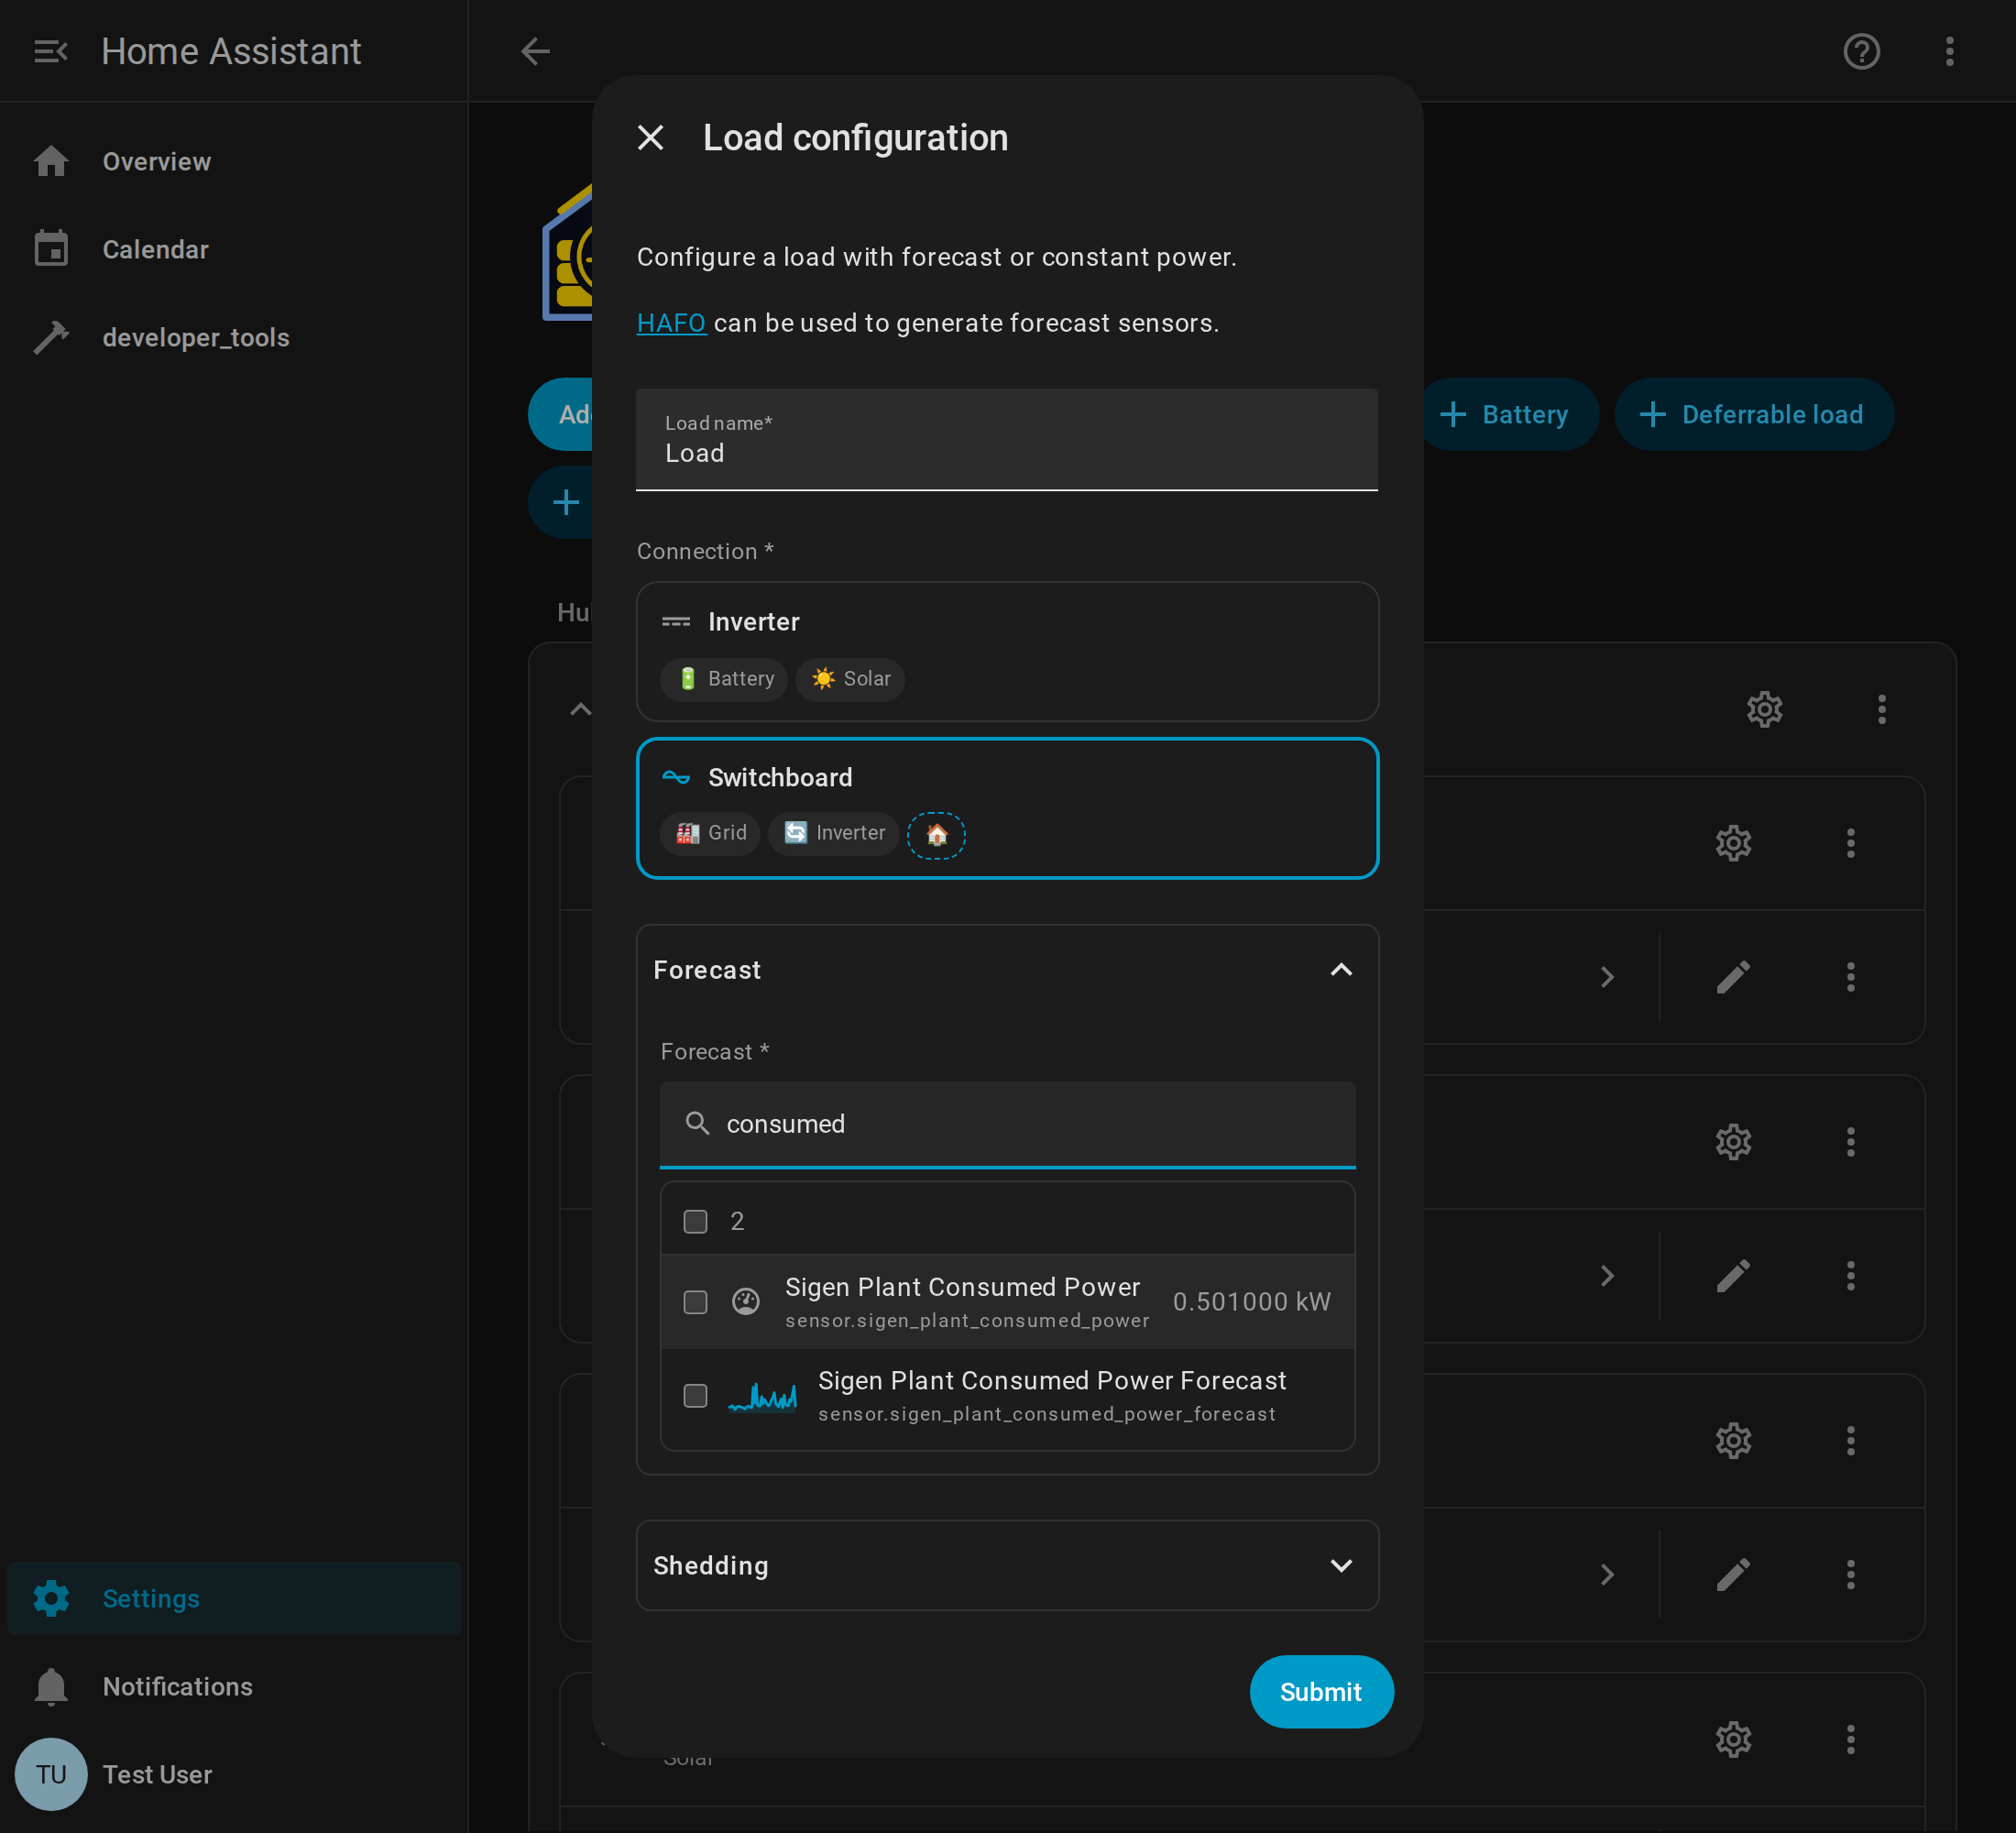 Home Assistant
Overview
Calendar
developer_tools
Settings
Notifications
TU
Test User
Load configuration
Configure a load with forecast or constant power.
HAFO can be used to generate forecast sensors.
Load name*
Load
Connection *
Inverter
Battery
Solar
Switchboard
Grid
Inverter
Forecast
Forecast *
consumed
2
Sigen Plant Consumed Power
sensor.sigen_plant_consumed_power
0.501000 kW
Sigen Plant Consumed Power Forecast
sensor.sigen_plant_consumed_power_forecast
Shedding
Submit
Battery
Deferrable load
Solar